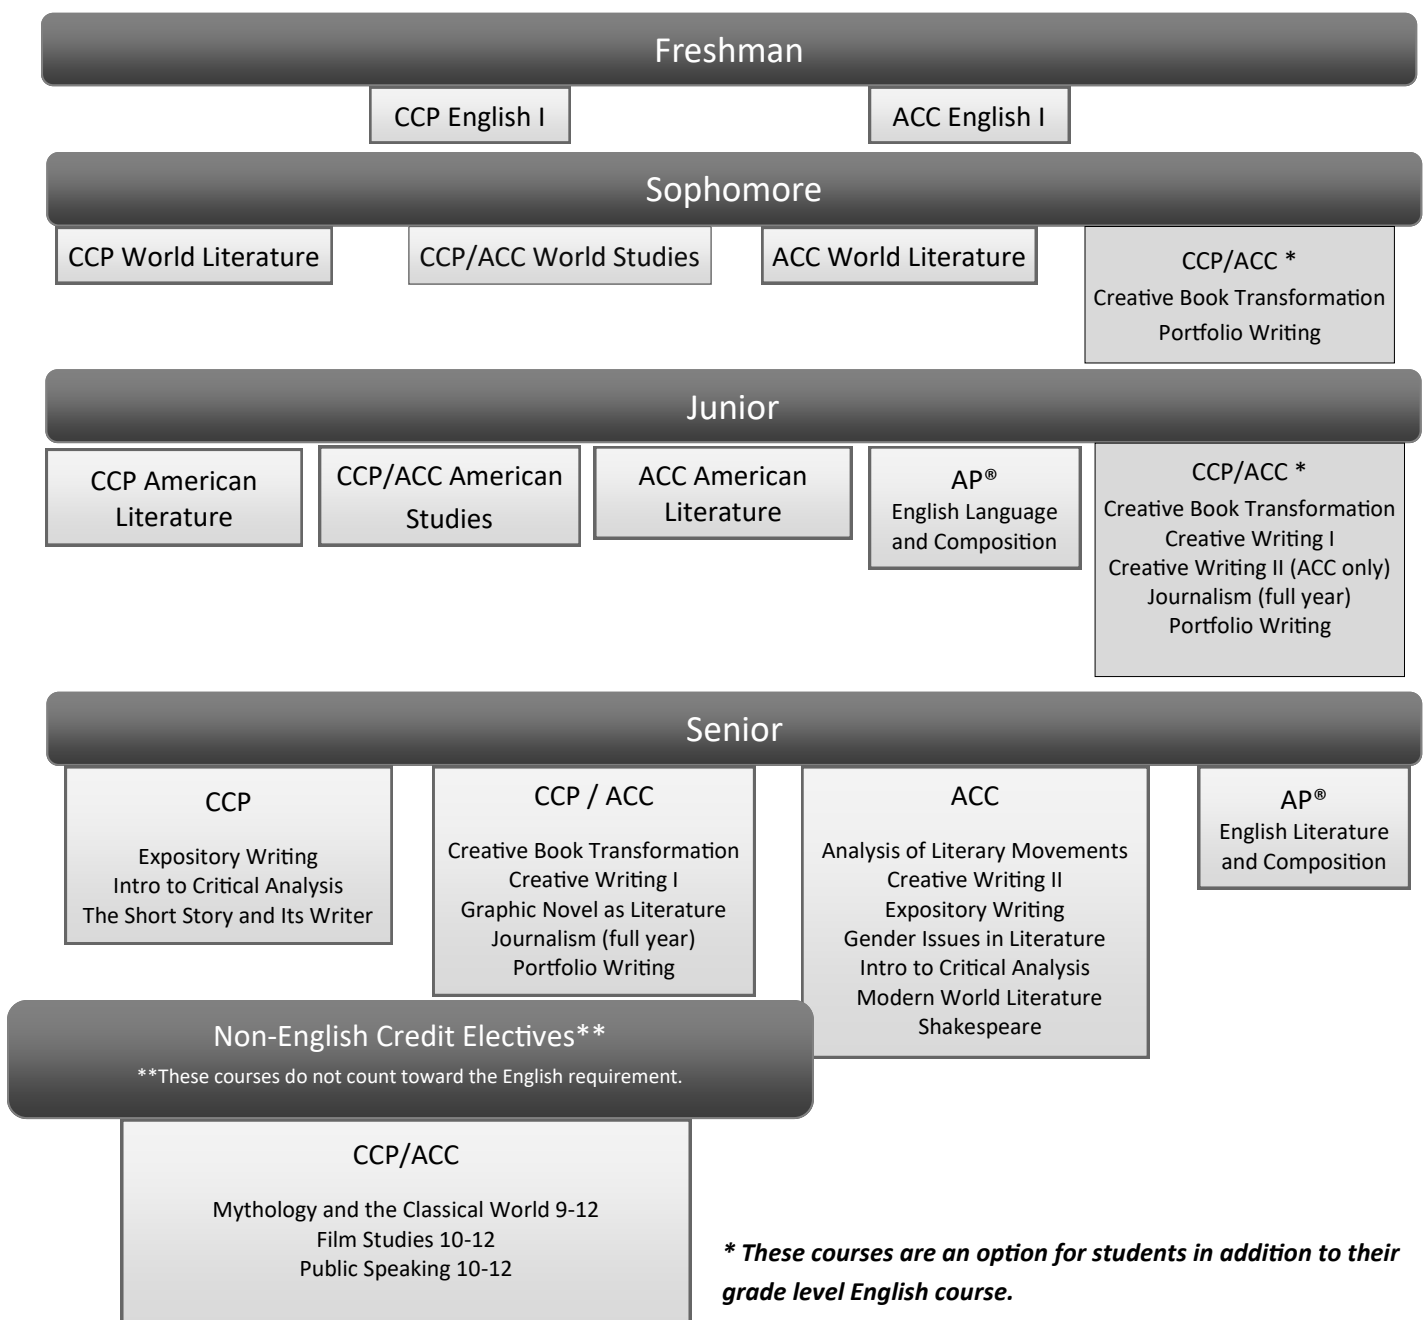 Freshman
CCP English I
ACC English I
Sophomore
CCP World Literature
CCP/ACC World Studies
ACC World Literature
CCP/ACC *
Creative Book Transformation
Portfolio Writing
Junior
CCP American
Literature
CCP/ACC American
Studies
ACC American
Literature
AP®
English Language
and Composition
CCP/ACC *
Creative Book Transformation
Creative Writing I
Creative Writing II (ACC only)
Journalism (full year)
Portfolio Writing
Senior
CCP
Expository Writing
Intro to Critical Analysis
The Short Story and Its Writer
CCP / ACC
Creative Book Transformation
Creative Writing I
Graphic Novel as Literature
Journalism (full year)
Portfolio Writing
ACC
Analysis of Literary Movements
Creative Writing II
Expository Writing
Gender Issues in Literature
Intro to Critical Analysis
Modern World Literature
Shakespeare
AP®
English Literature
and Composition
Non-English Credit Electives**
**These courses do not count toward the English requirement.
CCP/ACC
Mythology and the Classical World 9-12
Film Studies 10-12
Public Speaking 10-12
* These courses are an option for students in addition to their
grade level English course.